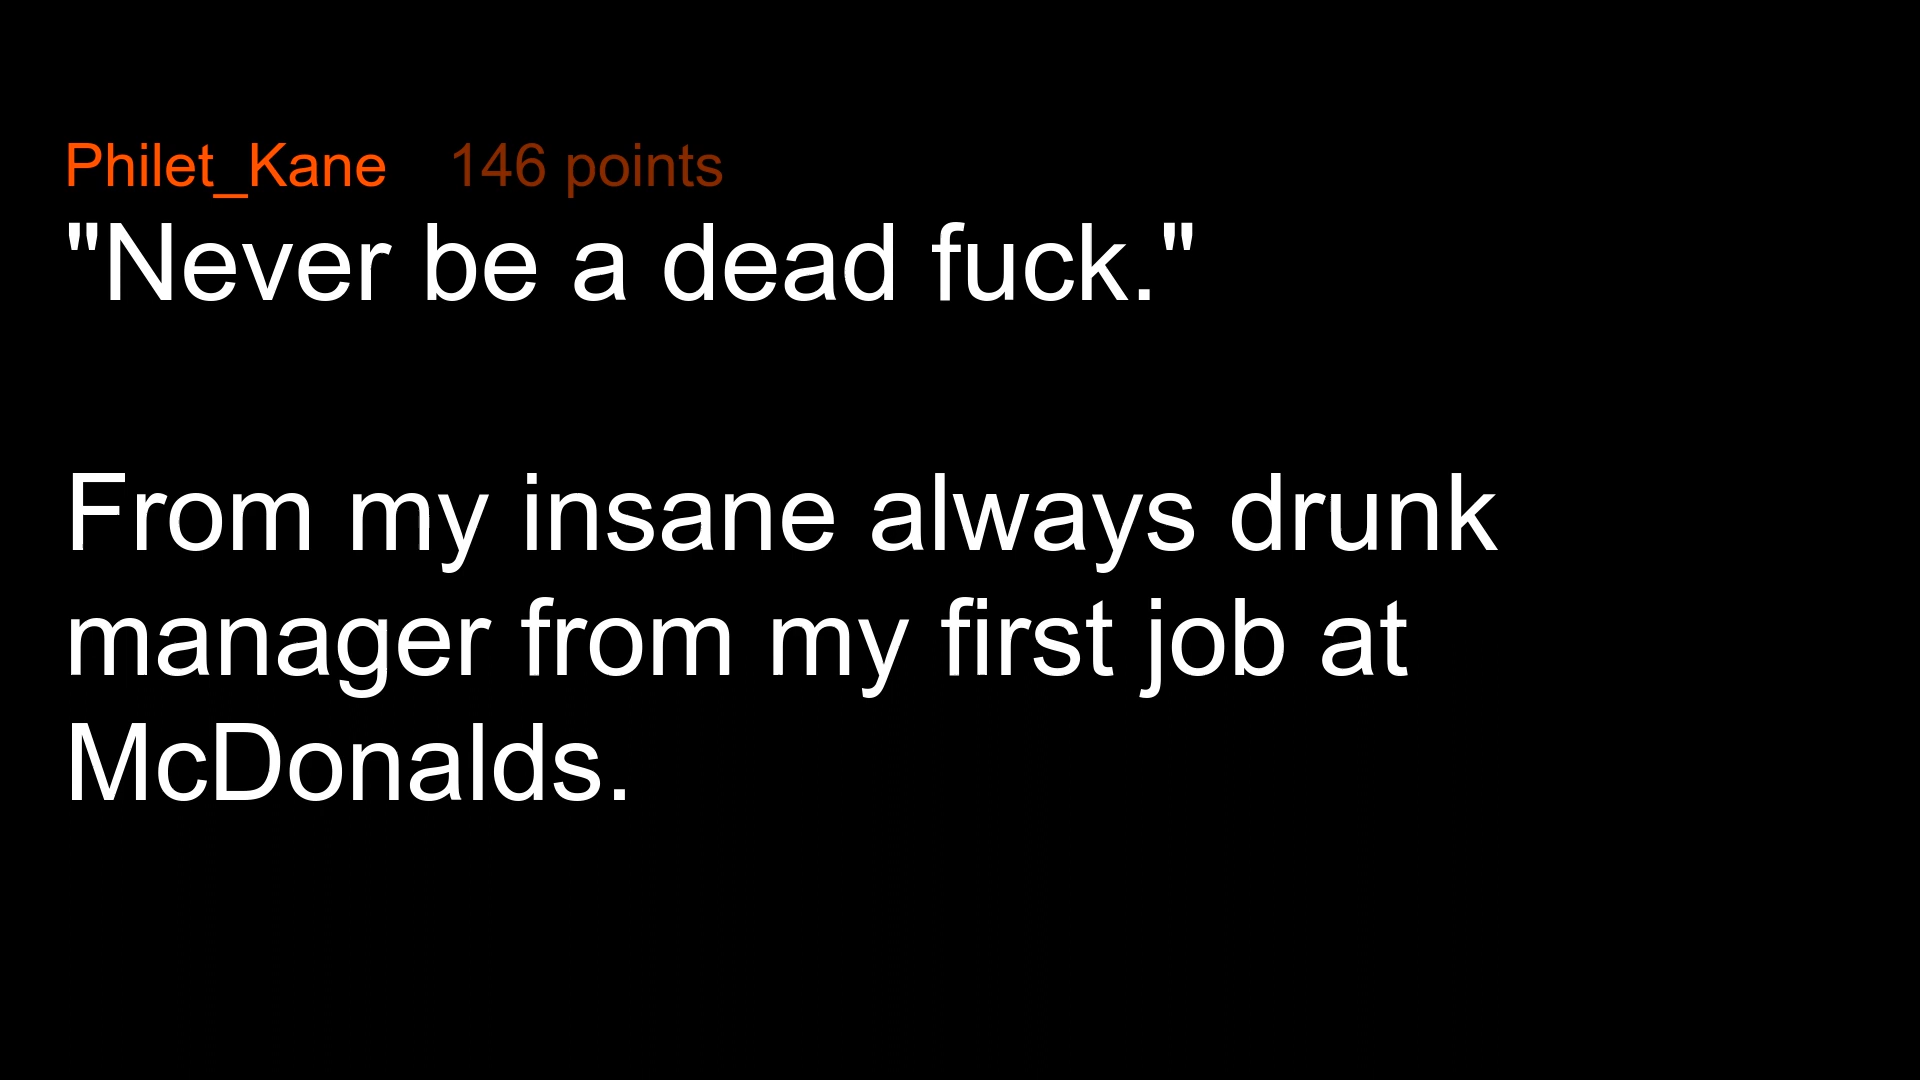 Philet_Kane 146 points
"Never be a dead fuck."
From my insane always drunk
manager from my first job at
McDonalds.